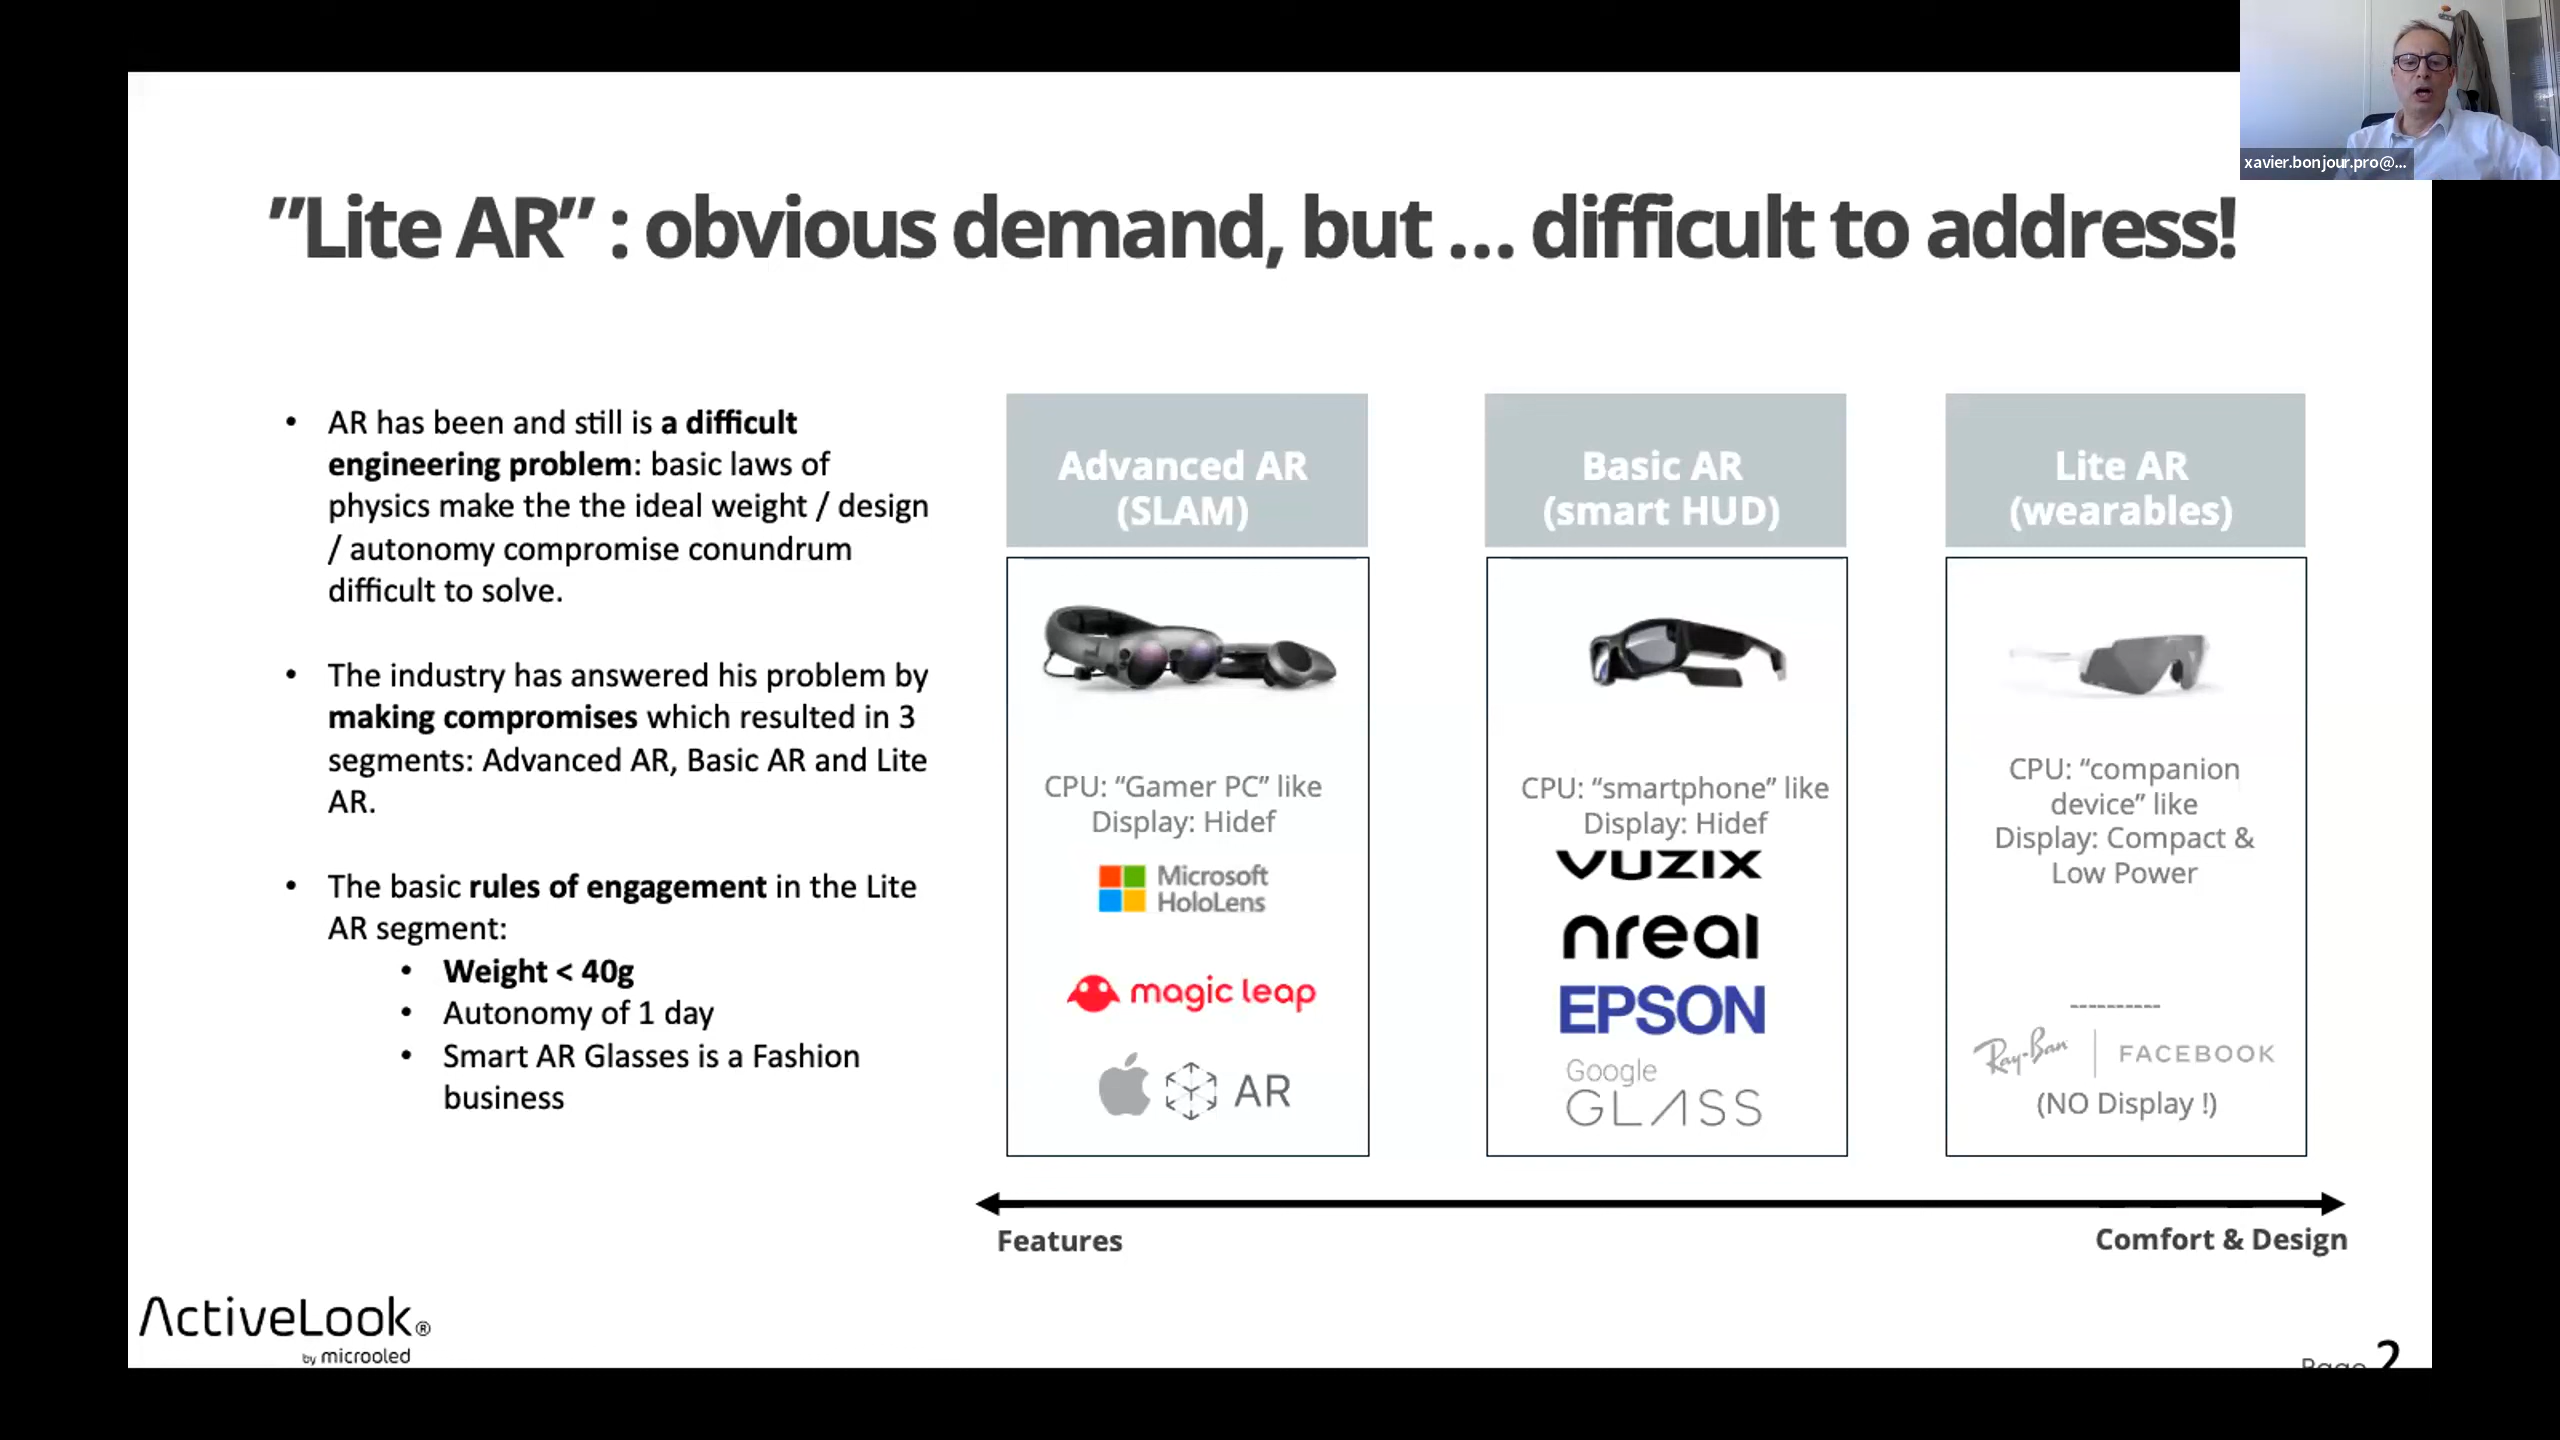 xavier.bonjour.pro@...
”Lite AR” : obvious demand, but ... difficult to address!
• AR has been and still is a difficult
engineering problem: basic laws of
physics make the the ideal weight / design
/ autonomy compromise conundrum
difficult to solve.
• The industry has answered his problem by
making compromises which resulted in 3
segments: Advanced AR, Basic AR and Lite
AR.
• The basic rules of engagement in the Lite
AR segment:
• Weight < 40g
• Autonomy of 1 day
• Smart AR Glasses is a Fashion
business
Advanced AR
(SLAM)
CPU: “Gamer PC” like
Display: Hidef
Microsoft
HoloLens
magic leap
AR
Basic AR
(smart HUD)
CPU: “smartphone” like
Display: Hidef
vuzix
nreal
EPSON
Google
GLASS
Lite AR
(wearables)
CPU: “companion
device” like
Display: Compact &
Low Power
----------
Ray-Ban | FACEBOOK
(NO Display !)
Features
Comfort & Design
ActiveLook®
by microoled
Page 2